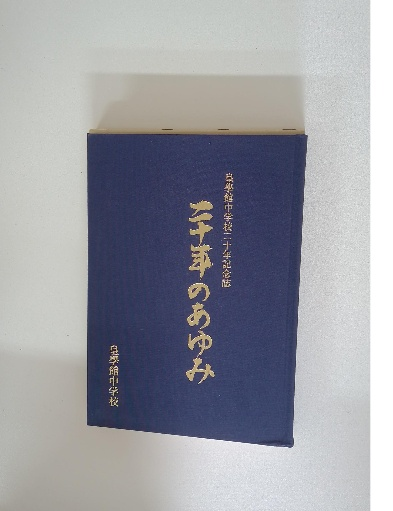 皇學館中学校二十年記念誌
二十年のあゆみ
皇學館中学校